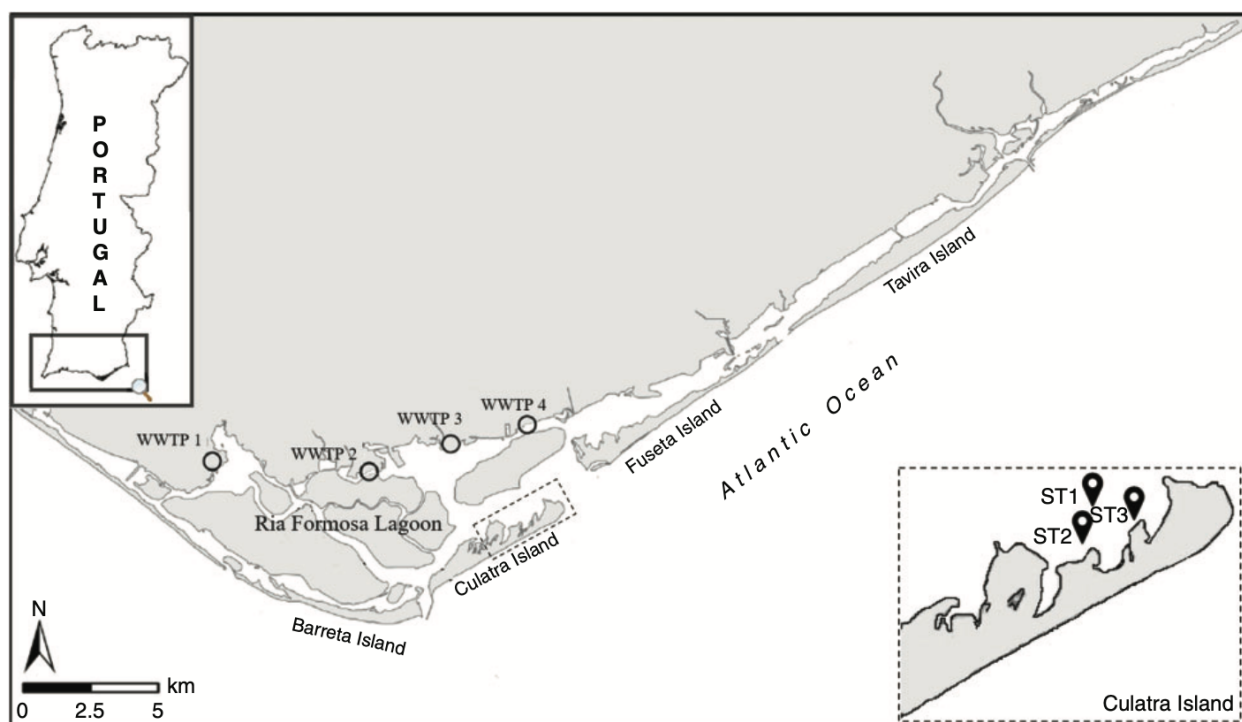 PORTUGAL
WWTP 1
WWTP 2
WWTP 3
WWTP 4
Ria Formosa Lagoon
Barreta Island
Culatra Island
Fuseta Island
Tavira Island
Atlantic Ocean
N
km
0 2.5 5
ST1
ST2
ST3
Culatra Island